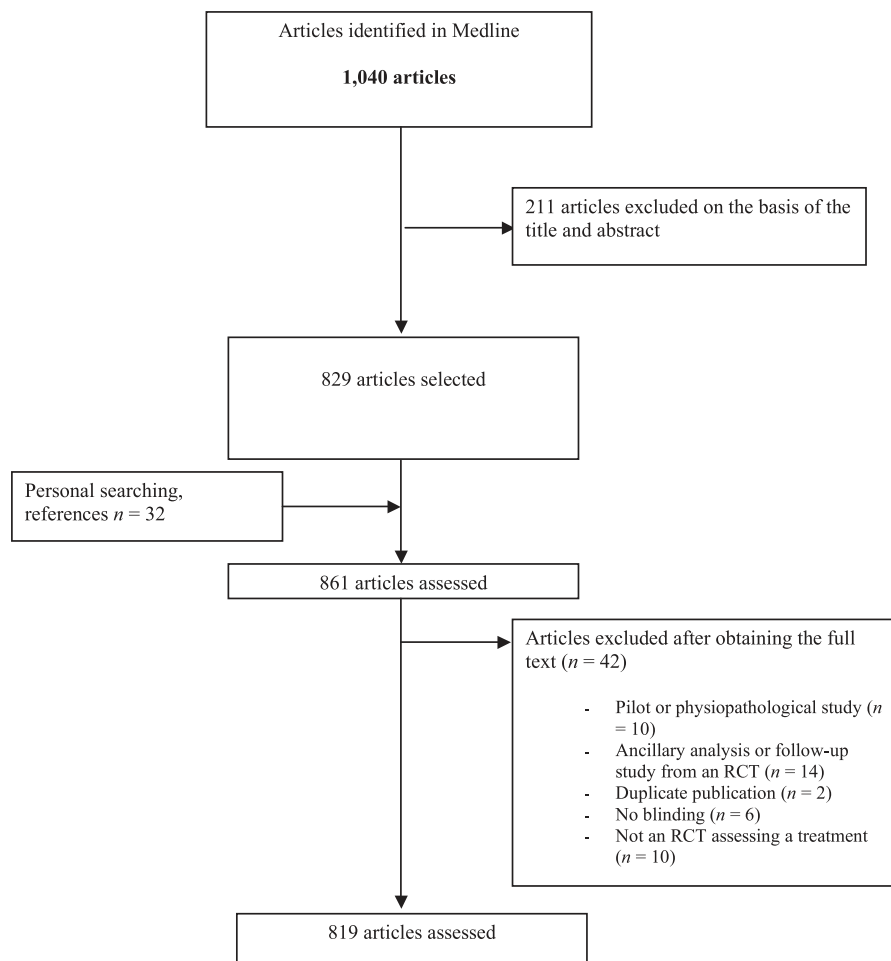 Articles identified in Medline
1,040 articles
211 articles excluded on the basis of the
title and abstract
829 articles selected
Personal searching,
references n = 32
861 articles assessed
Articles excluded after obtaining the full
text (n = 42)
- Pilot or physiopathological study (n
= 10)
- Ancillary analysis or follow-up
study from an RCT (n = 14)
- Duplicate publication (n = 2)
- No blinding (n = 6)
- Not an RCT assessing a treatment
(n = 10)
819 articles assessed